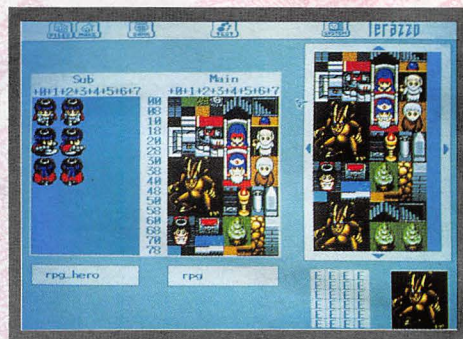 SYSTEM Terazzo
Sub Main
+0+1+2+3+4+5+6+7 +0+1+2+3+4+5+6+7
00
08
10
18
20
28
30
38
40
48
50
58
60
68
70
78
rpg_hero rpg
E E E E
E E E E
E E E E
E E E E
E E E E
E E E E